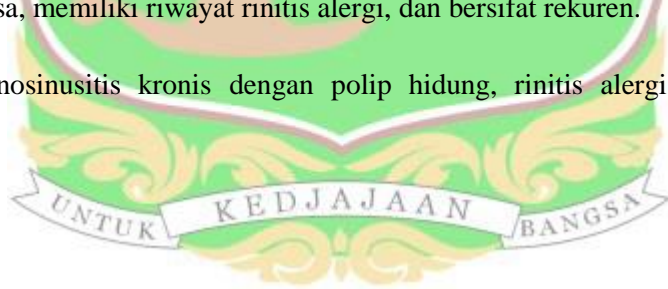 sa, memiliki riwayat rinitis alergi, dan bersifat rekuren.
nosinusitis kronis dengan polip hidung, rinitis alergi
UNTUK KEDJAJAAN BANGSA